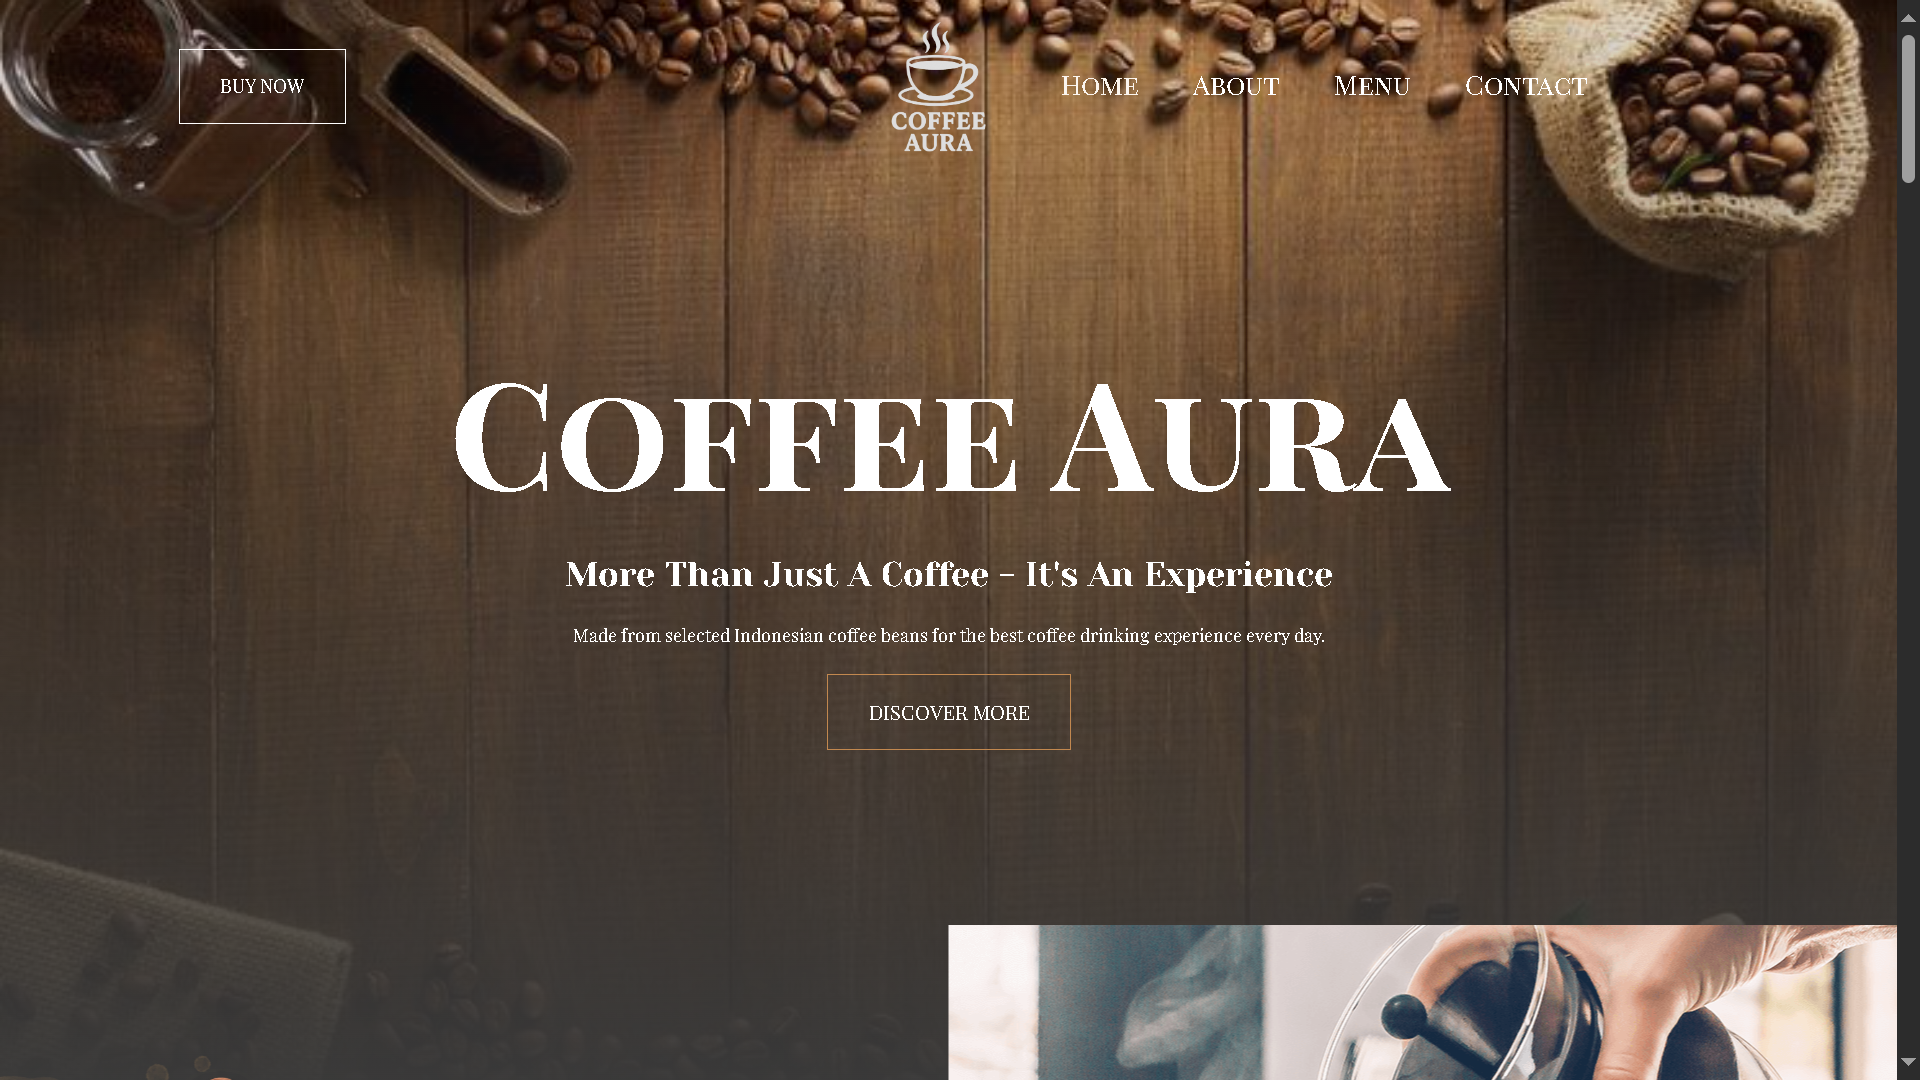 BUY NOW
COFFEE
AURA
HOME
ABOUT
MENU
CONTACT
COFFEE AURA
More Than Just A Coffee – It's An Experience
Made from selected Indonesian coffee beans for the best coffee drinking experience every day.
DISCOVER MORE